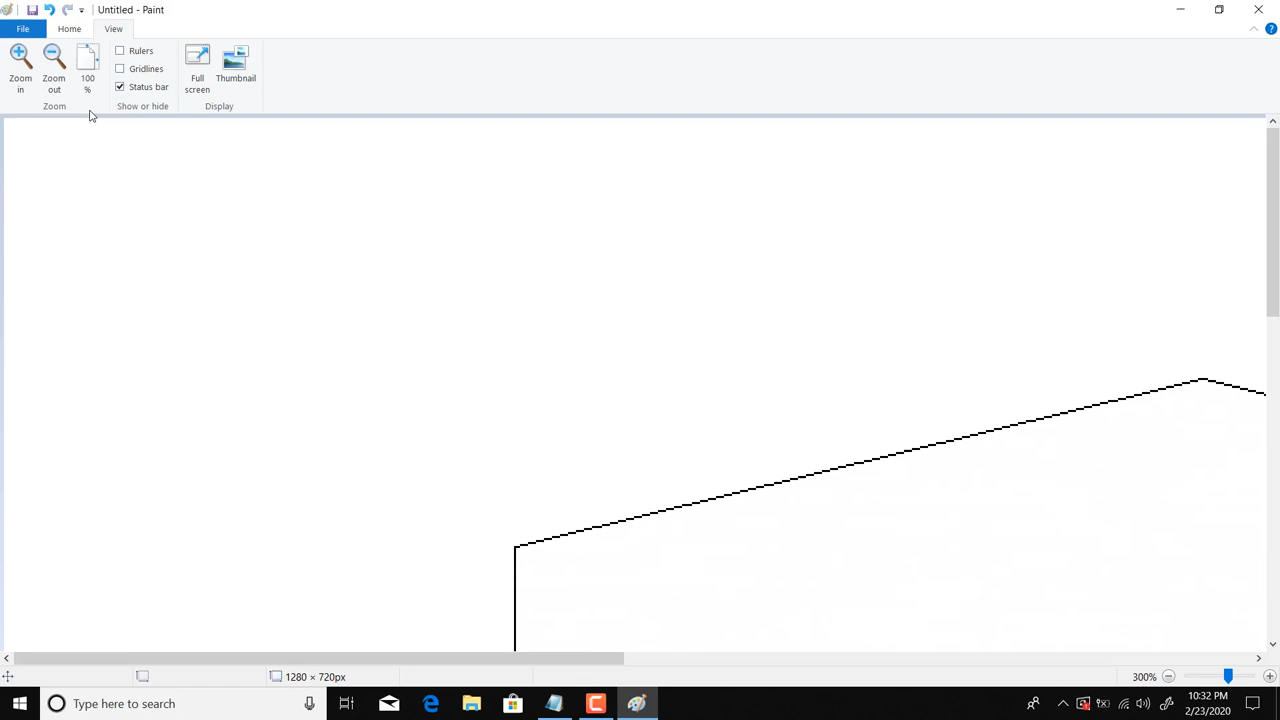 Untitled - Paint
File
Home
View
Zoom in
Zoom out
100 %
Rulers
Gridlines
Status bar
Full screen
Thumbnail
Zoom
Show or hide
Display
1280 × 720px
300%
Type here to search
10:32 PM
2/23/2020